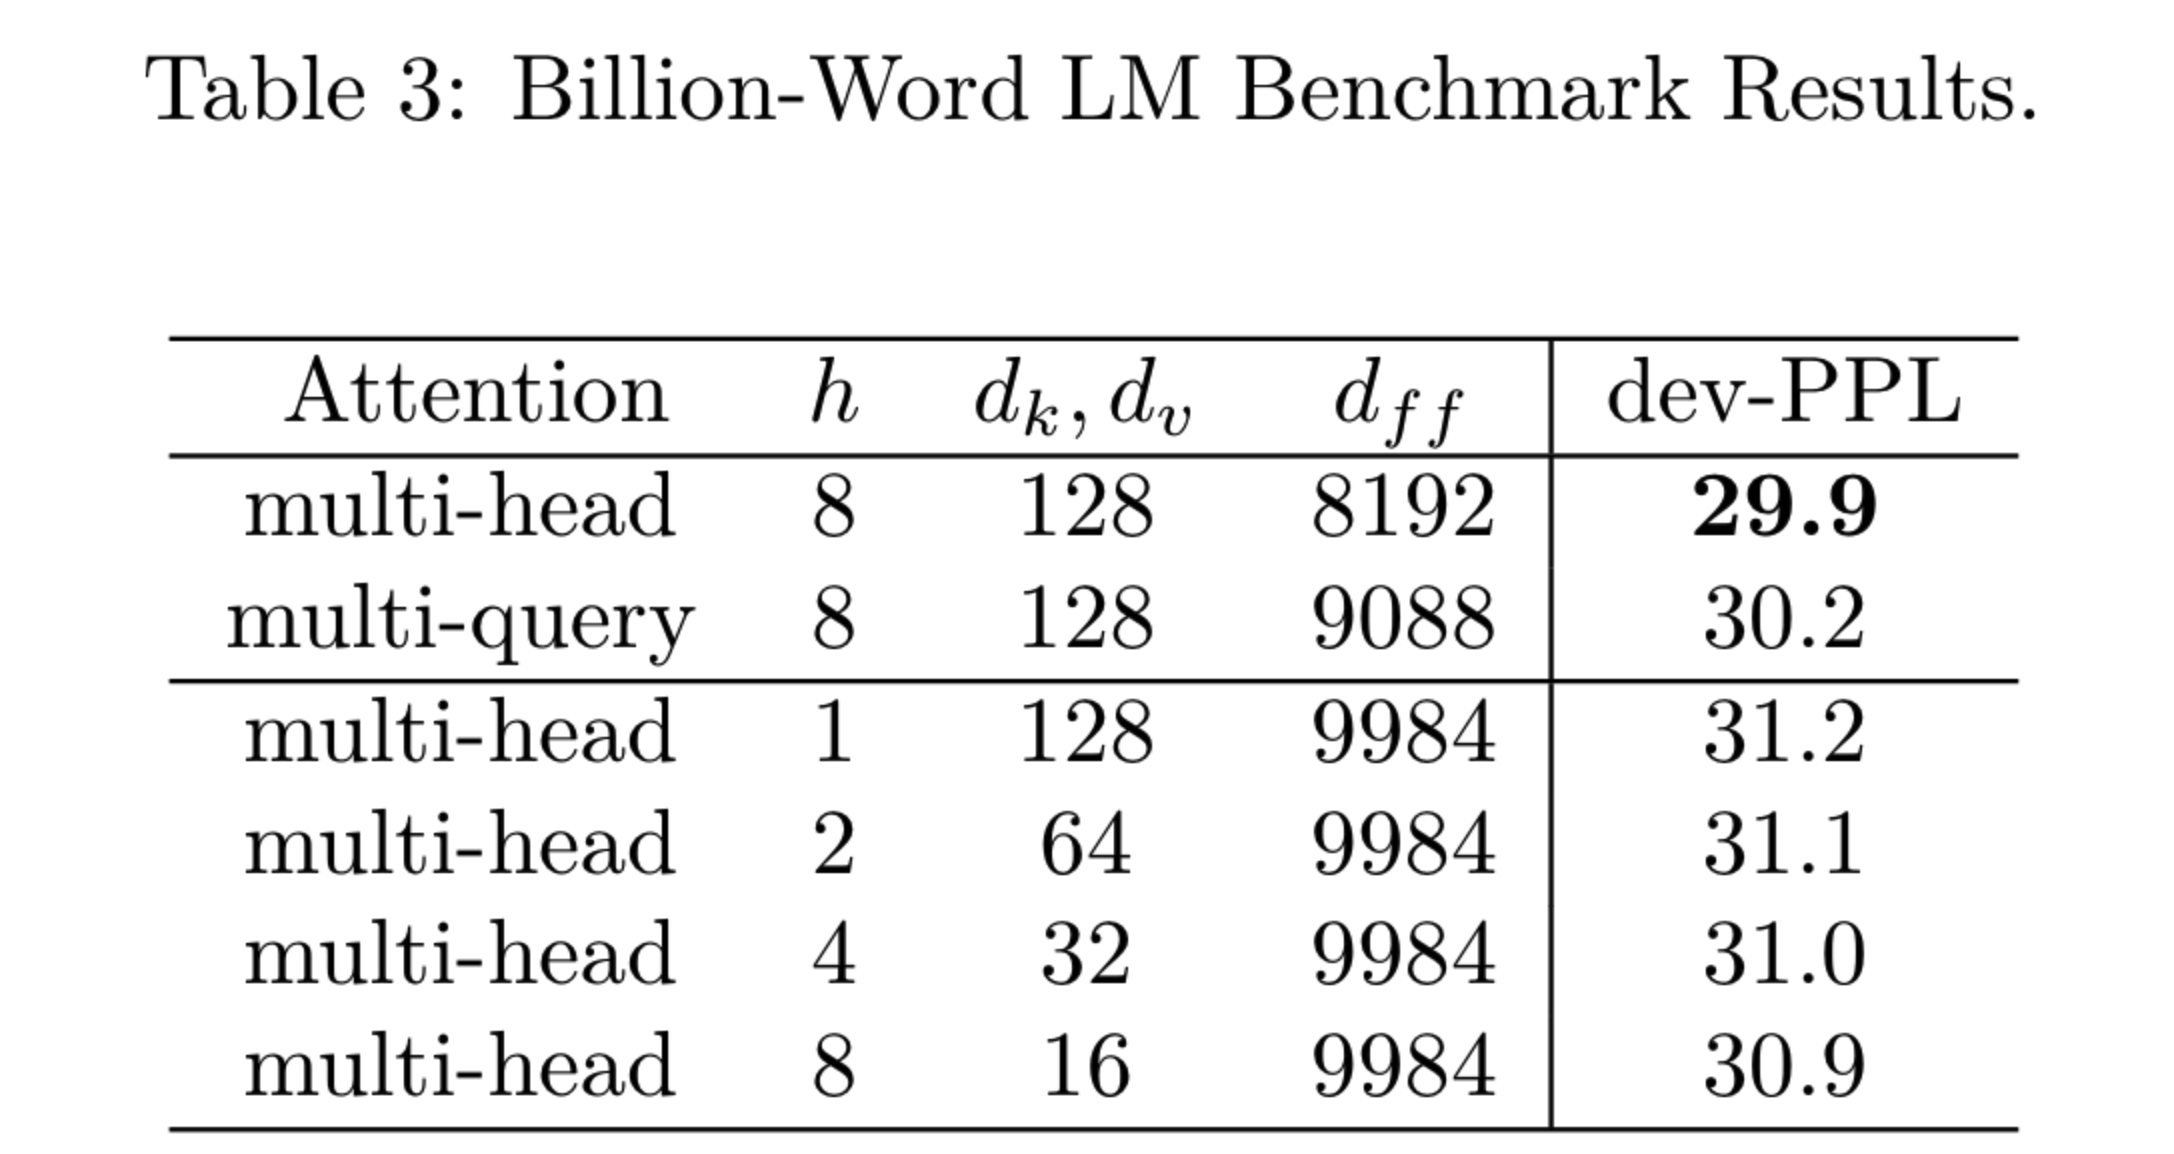 Table 3: Billion-Word LM Benchmark Results.
Attention h d_k, d_v d_ff dev-PPL
multi-head 8 128 8192 29.9
multi-query 8 128 9088 30.2
multi-head 1 128 9984 31.2
multi-head 2 64 9984 31.1
multi-head 4 32 9984 31.0
multi-head 8 16 9984 30.9